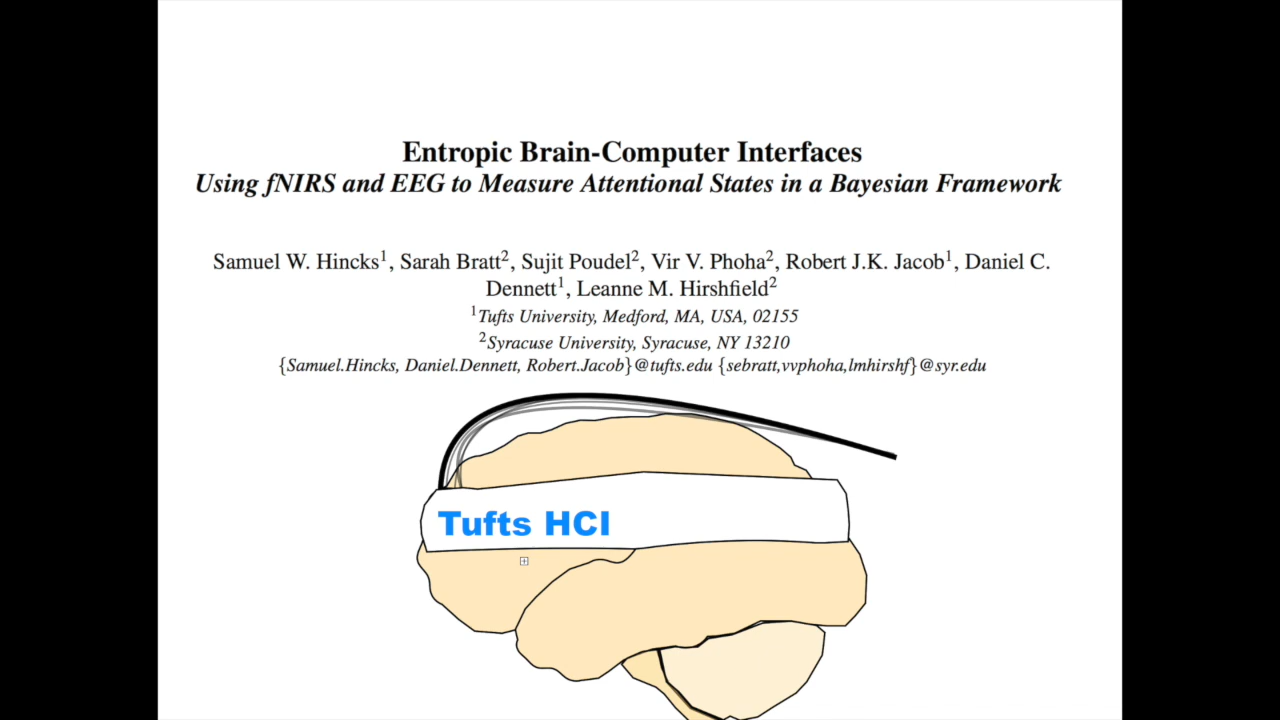 Entropic Brain-Computer Interfaces
Using fNIRS and EEG to Measure Attentional States in a Bayesian Framework
Samuel W. Hincks¹, Sarah Bratt², Sujit Poudel², Vir V. Phoha², Robert J.K. Jacob¹, Daniel C.
Dennett¹, Leanne M. Hirshfield²
¹Tufts University, Medford, MA, USA, 02155
²Syracuse University, Syracuse, NY 13210
{Samuel.Hincks, Daniel.Dennett, Robert.Jacob}@tufts.edu {sebratt,vvphoha,lmhirshf}@syr.edu
Tufts HCI